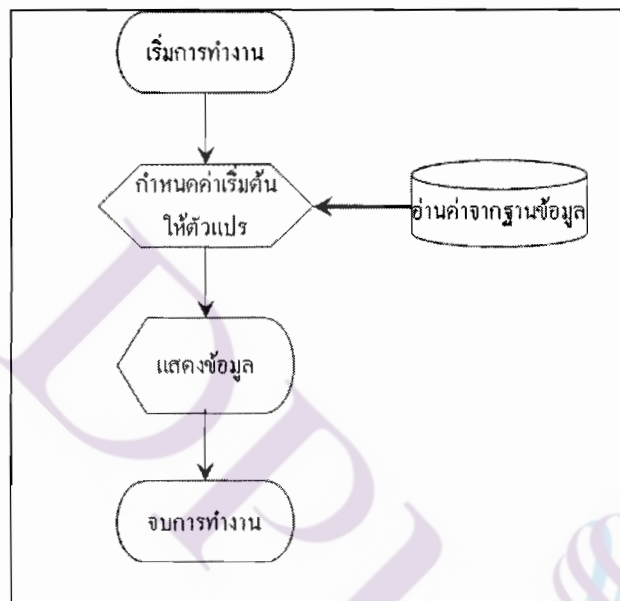 เริ่มการทำงาน
กำหนดค่าเริ่มต้น
ให้ตัวแปร
อ่านค่าจากฐานข้อมูล
แสดงข้อมูล
จบการทำงาน
DPU